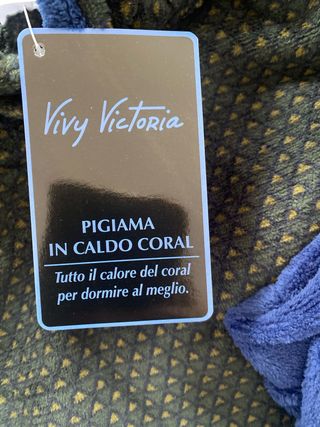 Vivy Victoria
PIGIAMA
IN CALDO CORAL
Tutto il calore del coral
per dormire al meglio.